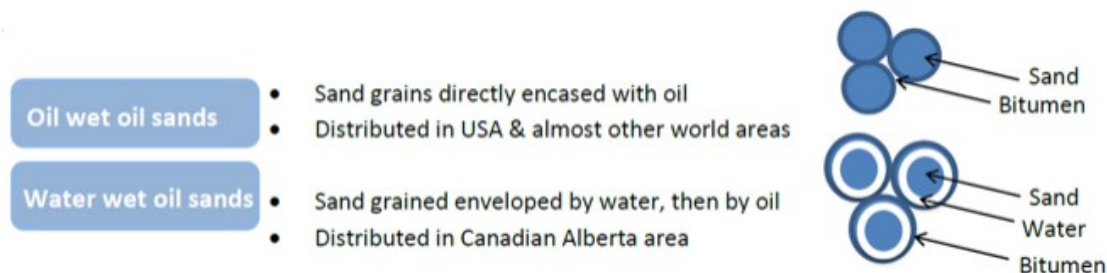 Oil wet oil sands
• Sand grains directly encased with oil
• Distributed in USA & almost other world areas
Sand
Bitumen
Water wet oil sands
• Sand grained enveloped by water, then by oil
• Distributed in Canadian Alberta area
Sand
Water
Bitumen